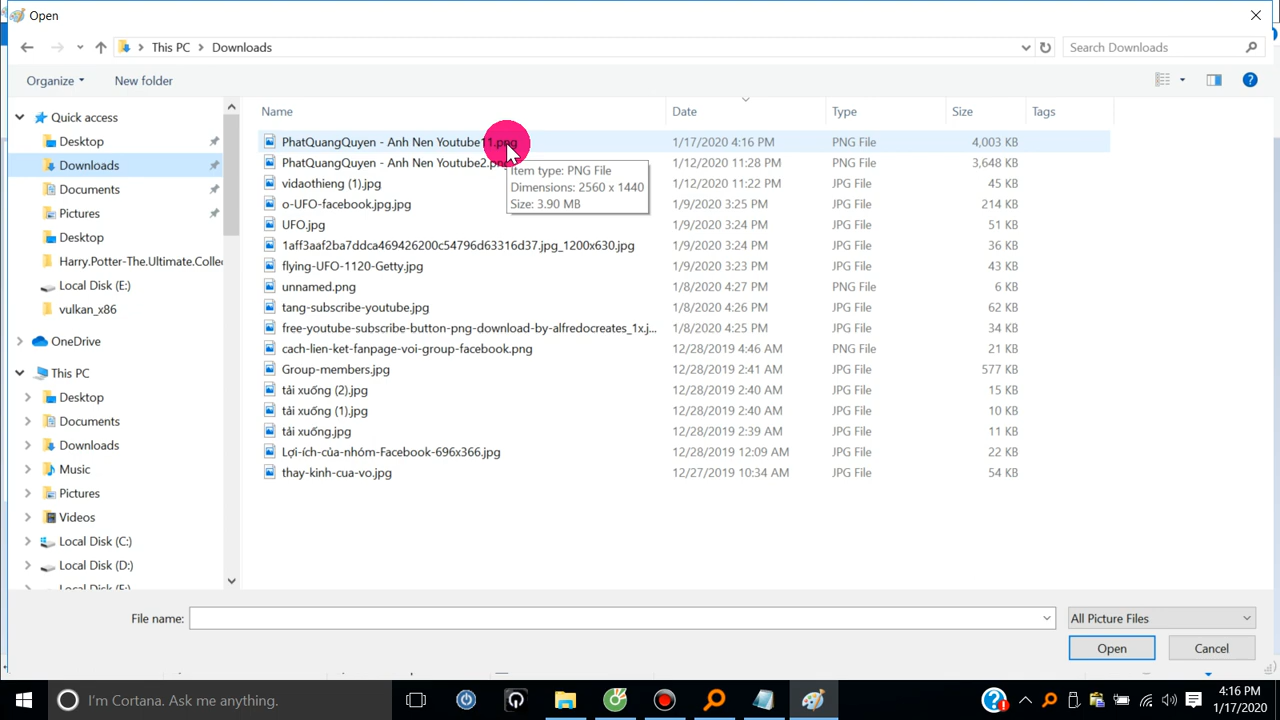 Open
This PC > Downloads
Search Downloads
Organize
New folder
Name
Date
Type
Size
Tags
Quick access
Desktop
Downloads
Documents
Pictures
Desktop
Harry.Potter-The.Ultimate.Colle
Local Disk (E:)
vulkan_x86
OneDrive
This PC
Desktop
Documents
Downloads
Music
Pictures
Videos
Local Disk (C:)
Local Disk (D:)
PhatQuangQuyen - Anh Nen Youtube11.png 1/17/2020 4:16 PM PNG File 4,003 KB
PhatQuangQuyen - Anh Nen Youtube2.png 1/12/2020 11:28 PM PNG File 3,648 KB
vidaothieng (1).jpg 1/12/2020 11:22 PM JPG File 45 KB
o-UFO-facebook.jpg.jpg 1/9/2020 3:25 PM JPG File 214 KB
UFO.jpg 1/9/2020 3:24 PM JPG File 51 KB
1aff3aaf2ba7ddca469426200c54796d63316d37.jpg_1200x630.jpg 1/9/2020 3:24 PM JPG File 36 KB
flying-UFO-1120-Getty.jpg 1/9/2020 3:23 PM JPG File 43 KB
unnamed.png 1/8/2020 4:27 PM PNG File 6 KB
tang-subscribe-youtube.jpg 1/8/2020 4:26 PM JPG File 62 KB
free-youtube-subscribe-button-png-download-by-alfredocreates_1x.j... 1/8/2020 4:25 PM JPG File 34 KB
cach-lien-ket-fanpage-voi-group-facebook.png 12/28/2019 4:46 AM PNG File 21 KB
Group-members.jpg 12/28/2019 2:41 AM JPG File 577 KB
tải xuống (2).jpg 12/28/2019 2:40 AM JPG File 15 KB
tải xuống (1).jpg 12/28/2019 2:40 AM JPG File 10 KB
tải xuống.jpg 12/28/2019 2:39 AM JPG File 11 KB
Lợi-ích-của-nhóm-Facebook-696x366.jpg 12/28/2019 12:09 AM JPG File 22 KB
thay-kinh-cua-vo.jpg 12/27/2019 10:34 AM JPG File 54 KB
Item type: PNG File
Dimensions: 2560 x 1440
Size: 3.90 MB
File name:
All Picture Files
Open
Cancel
I'm Cortana. Ask me anything.
4:16 PM
1/17/2020